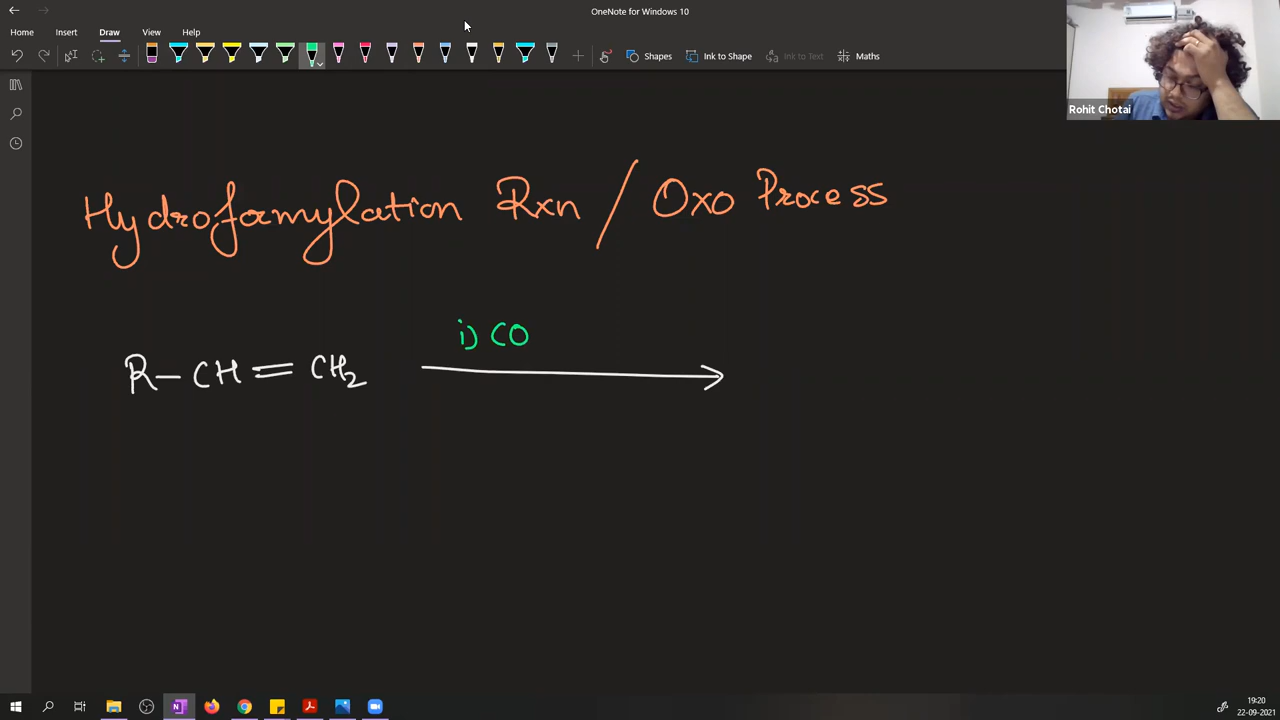 OneNote for Windows 10
Home Insert Draw View Help
Shapes Ink to Shape Ink to Text Maths
Rohit Chotai
Hydroformylation Rxn / Oxo Process
i) CO
R-CH=CH2
19:20
22-09-2021